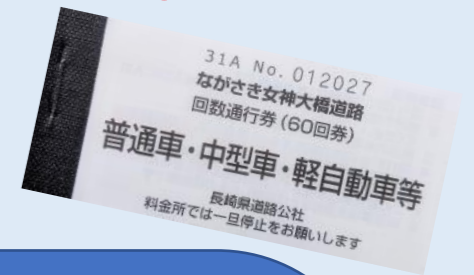 31A No.012027
ながさき女神大橋道路
回数通行券(60回券)
普通車・中型車・軽自動車等
長崎県道路公社
料金所では一旦停止をお願いします